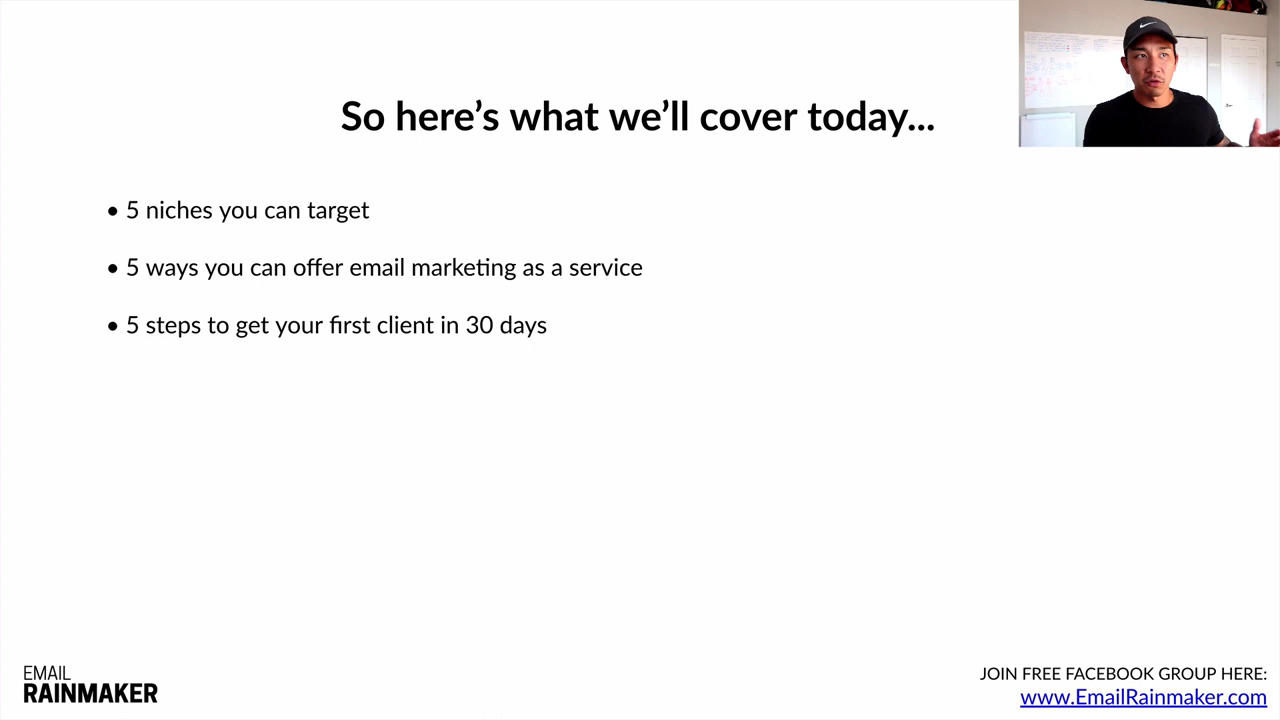 So here's what we'll cover today...
• 5 niches you can target
• 5 ways you can offer email marketing as a service
• 5 steps to get your first client in 30 days
EMAIL
RAINMAKER
JOIN FREE FACEBOOK GROUP HERE:
www.EmailRainmaker.com